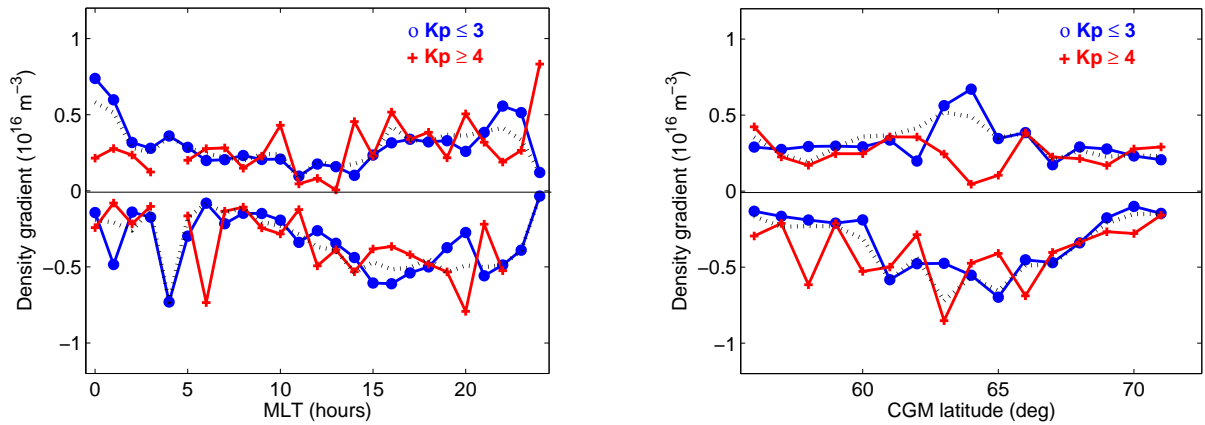 1
0.5
0
−0.5
−1
Density gradient (10^16 m^−3)
o Kp ≤ 3
+ Kp ≥ 4
0 5 10 15 20
MLT (hours)
1
0.5
0
−0.5
−1
Density gradient (10^16 m^−3)
o Kp ≤ 3
+ Kp ≥ 4
60 65 70
CGM latitude (deg)